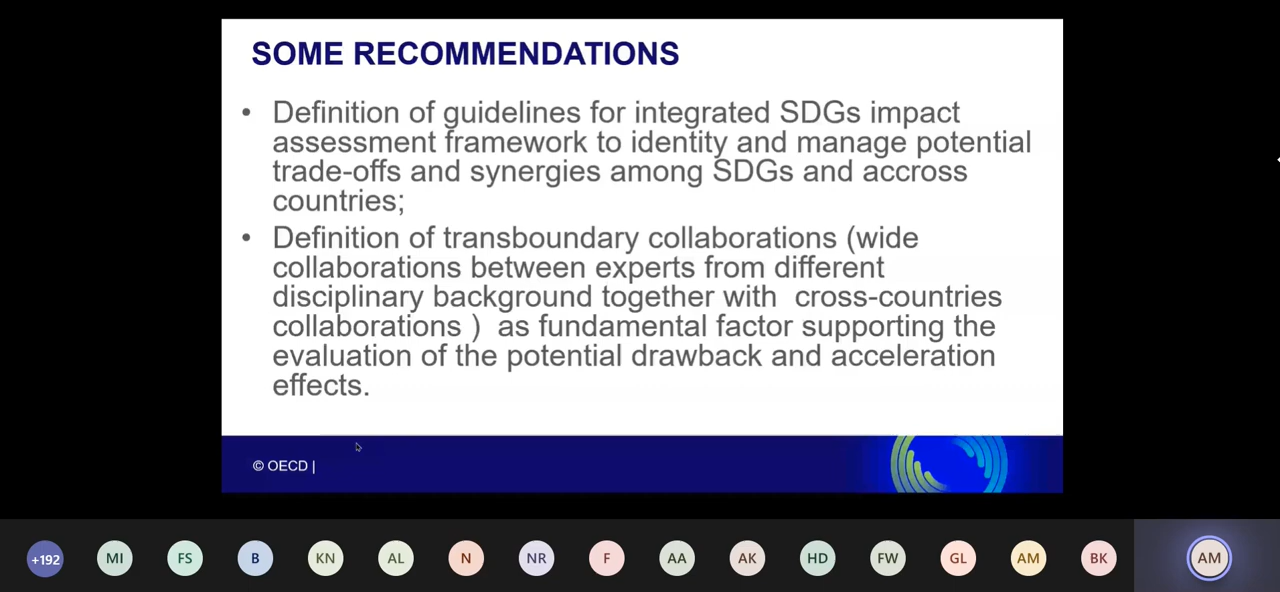 SOME RECOMMENDATIONS
• Definition of guidelines for integrated SDGs impact
assessment framework to identity and manage potential
trade-offs and synergies among SDGs and accross
countries;
• Definition of transboundary collaborations (wide
collaborations between experts from different
disciplinary background together with cross-countries
collaborations ) as fundamental factor supporting the
evaluation of the potential drawback and acceleration
effects.
© OECD |
+192 MI FS B KN AL N NR F AA AK HD FW GL AM BK AM